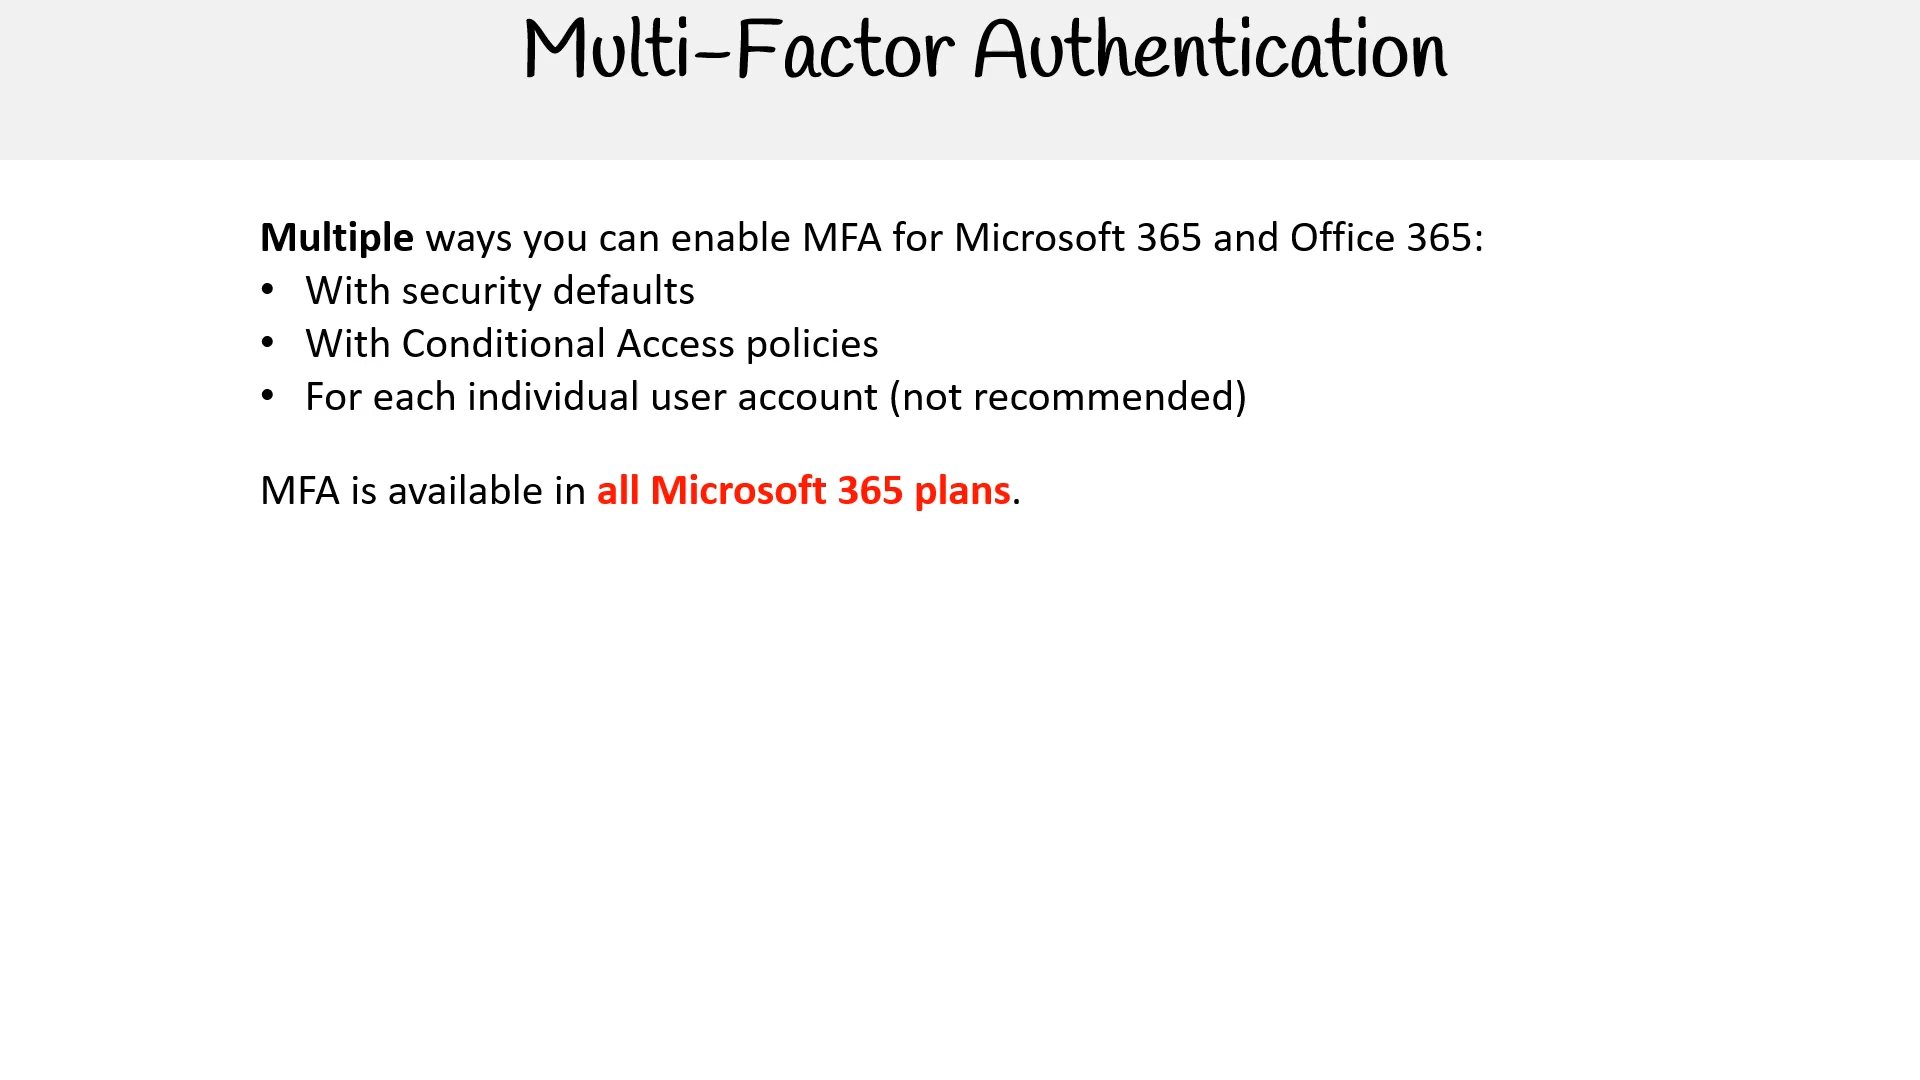 Multi-Factor Authentication
Multiple ways you can enable MFA for Microsoft 365 and Office 365:
• With security defaults
• With Conditional Access policies
• For each individual user account (not recommended)
MFA is available in all Microsoft 365 plans.